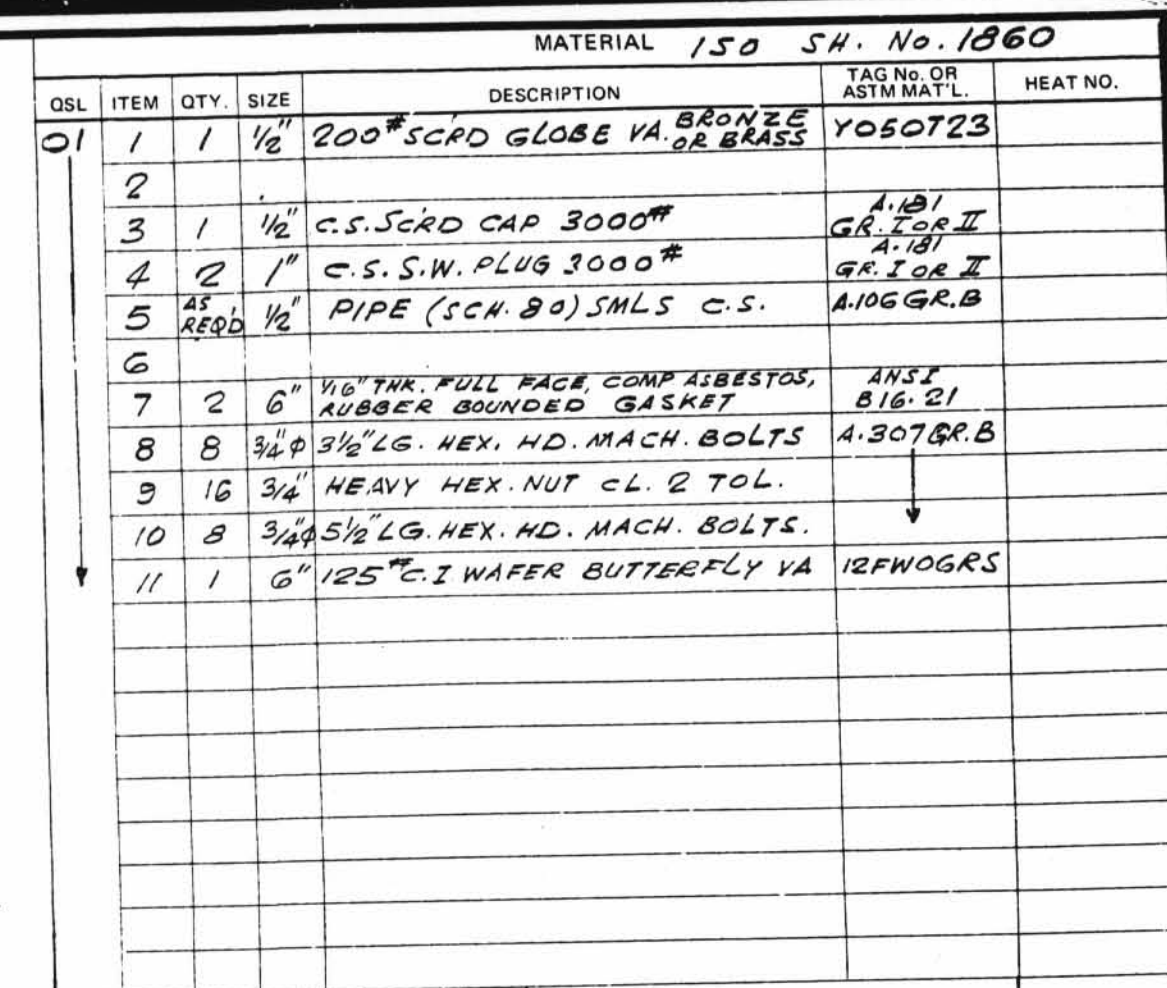 MATERIAL ISO SH. No. 1860
QSL ITEM QTY. SIZE DESCRIPTION TAG No. OR ASTM MAT'L. HEAT NO.
01 1 1 1/2" 200# SCR'D GLOBE VA. BRONZE OR BRASS Y050T23
2
3 1 1/2" C.S. SCR'D CAP 3000# A.181 GR. I OR II
4 2 1" C.S. S.W. PLUG 3000# A.181 GR. I OR II
5 AS REQ'D 1/2" PIPE (SCH. 80) SMLS C.S. A.106 GR.B
6
7 2 6" 1/16" THK. FULL FACE, COMP ASBESTOS, RUBBER BOUNDED GASKET ANSI B16.21
8 8 3/4"φ 3 1/2" LG. HEX. HD. MACH. BOLTS A.307 GR.B
9 16 3/4" HEAVY HEX. NUT CL. 2 TOL.
10 8 3/4"φ 5 1/2" LG. HEX. HD. MACH. BOLTS.
11 1 6" 125# C.I WAFER BUTTERFLY VA 12FWOGRS